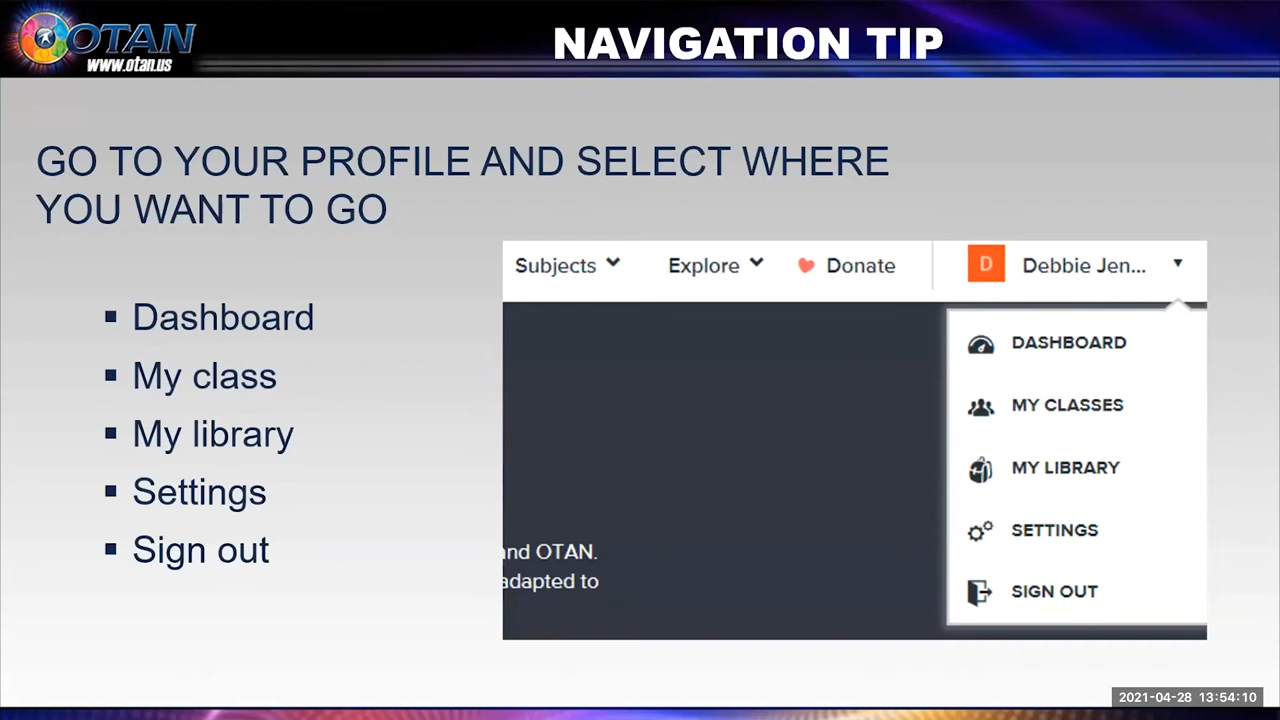 OTAN
www.otan.us
NAVIGATION TIP
GO TO YOUR PROFILE AND SELECT WHERE
YOU WANT TO GO
▪ Dashboard
▪ My class
▪ My library
▪ Settings
▪ Sign out
Subjects Explore Donate D Debbie Jen...
DASHBOARD
MY CLASSES
MY LIBRARY
SETTINGS
SIGN OUT
and OTAN.
adapted to
2021-04-28 13:54:10